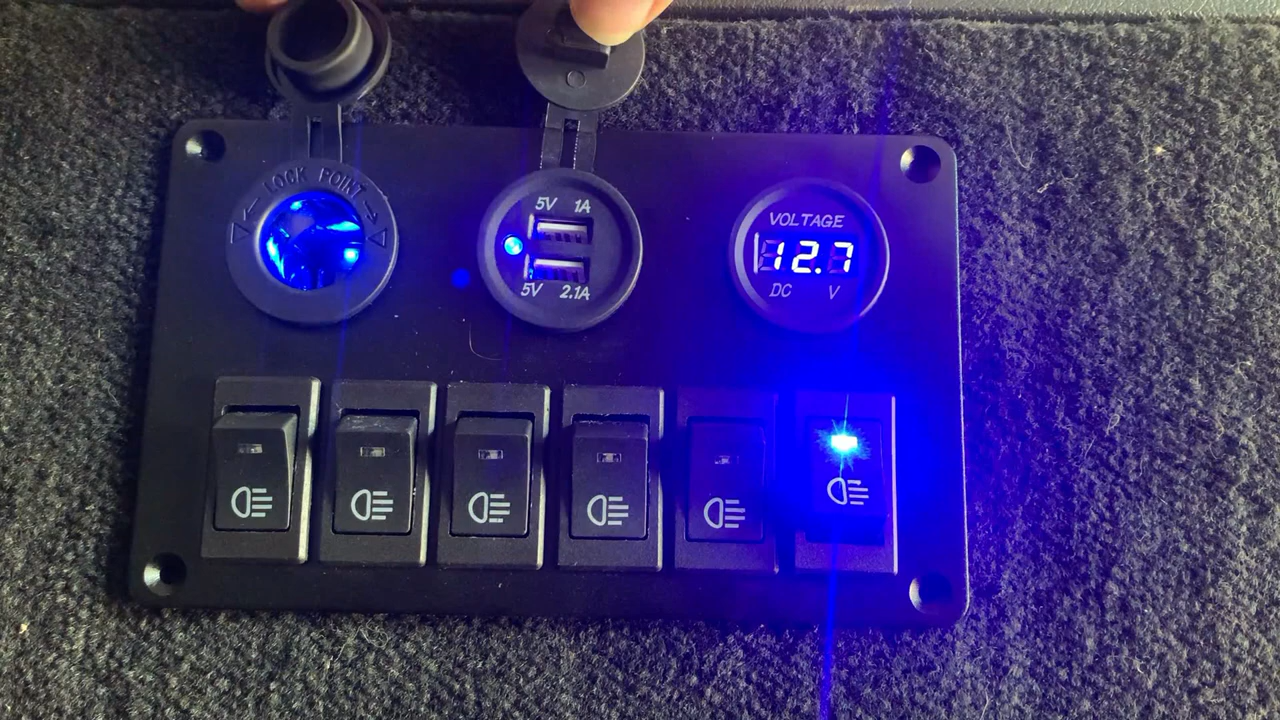 LOCK POINT
5V 1A
5V 2.1A
VOLTAGE
12.7
DC V